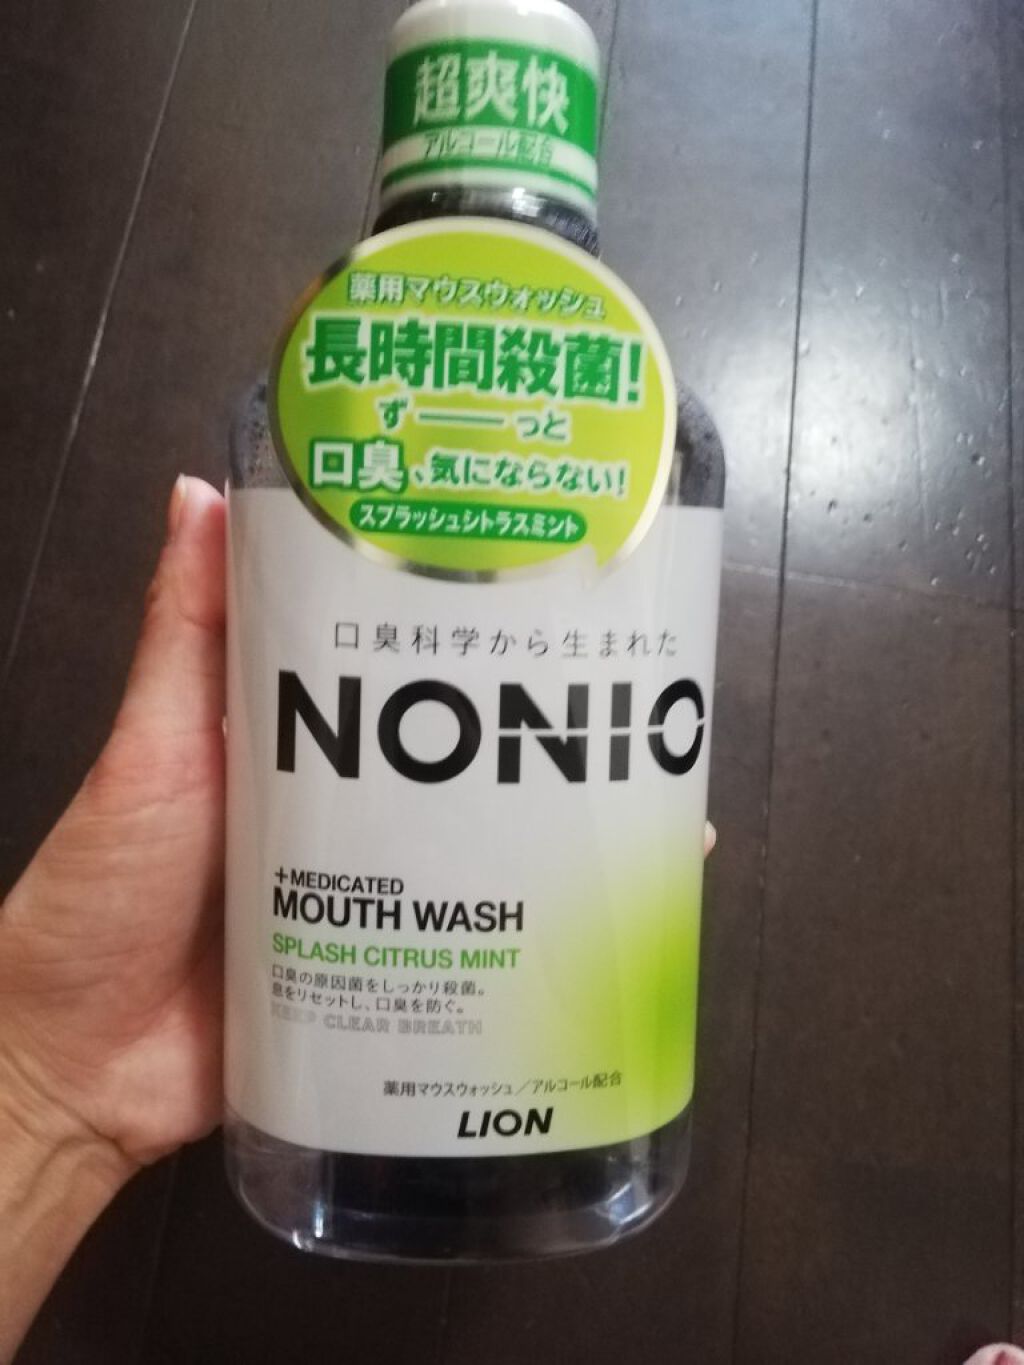 超爽快
アルコール配合
薬用マウスウォッシュ
長時間殺菌!
ず──っと
口臭、気にならない!
スプラッシュシトラスミント
口臭科学から生まれた
NONIO
+MEDICATED
MOUTH WASH
SPLASH CITRUS MINT
口臭の原因菌をしっかり殺菌。
息をリセットし、口臭を防ぐ。
KEEP CLEAR BREATH
薬用マウスウォッシュ/アルコール配合
LION